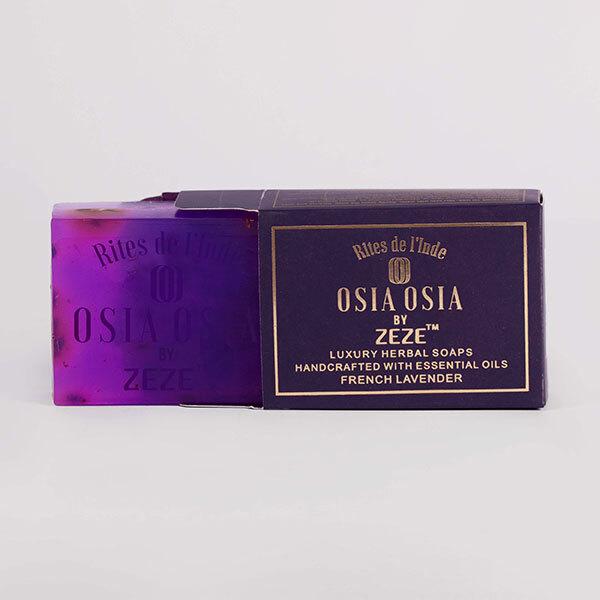 Rites de l'Inde
OSIA OSIA
BY
ZEZE
Rites de l'Inde
OSIA OSIA
BY
ZEZE™
LUXURY HERBAL SOAPS
HANDCRAFTED WITH ESSENTIAL OILS
FRENCH LAVENDER